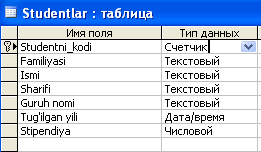 Studentlar : таблица
Имя поля Тип данных
Studentni_kodi Счетчик
Familiyasi Текстовый
Ismi Текстовый
Sharifi Текстовый
Guruh nomi Текстовый
Tug'ilgan yili Дата/время
Stipendiya Числовой